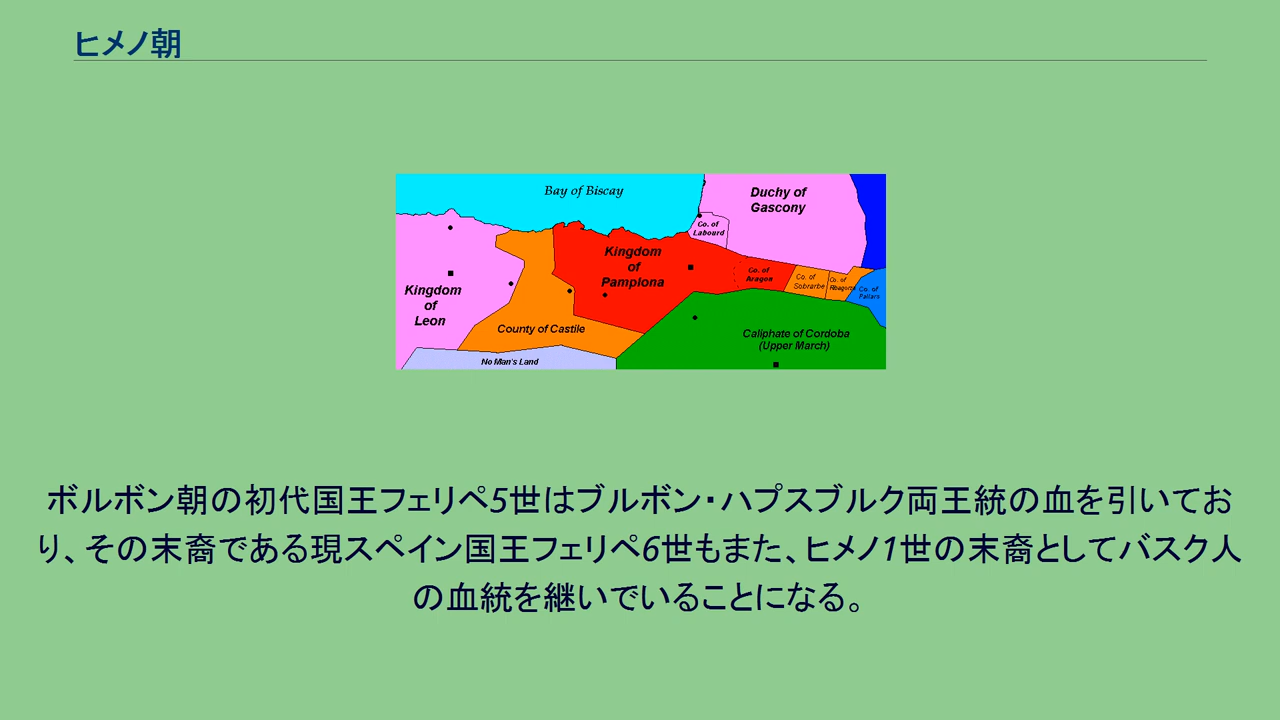 ヒメノ朝
Bay of Biscay
Duchy of
Gascony
Co. of
Labourd
Kingdom
of
Pamplona
Co. of
Aragon
Co. of
Sobrarbe
Co. of
Ribagorza
Co. of
Pallars
Kingdom
of
Leon
County of Castile
Caliphate of Cordoba
(Upper March)
No Man's Land
ボルボン朝の初代国王フェリペ5世はブルボン・ハプスブルク両王統の血を引いてお
り、その末裔である現スペイン国王フェリペ6世もまた、ヒメノ1世の末裔としてバスク人
の血統を継いでいることになる。